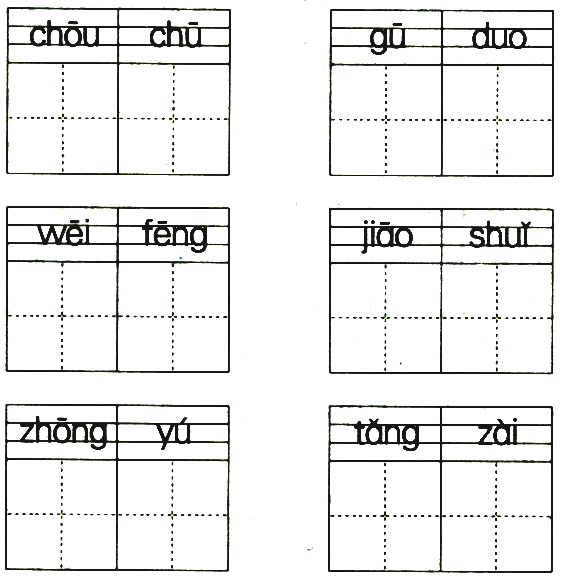 chōu chū gū duo
wēi fēng jiāo shuǐ
zhōng yú tǎng zài